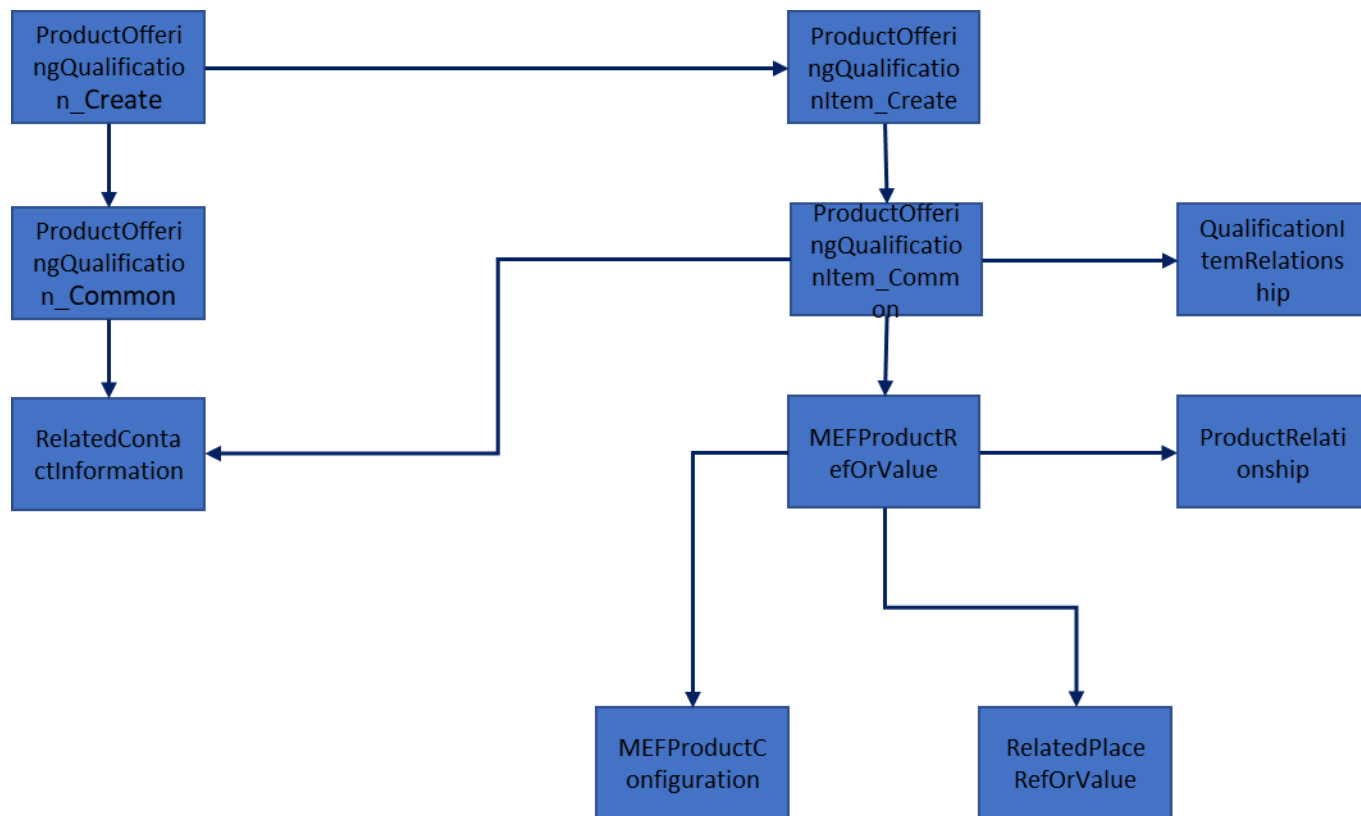 ProductOfferi
ngQualificatio
n_Create
ProductOfferi
ngQualificatio
nItem_Create
ProductOfferi
ngQualificatio
n_Common
ProductOfferi
ngQualificatio
nItem_Comm
on
QualificationI
temRelations
hip
RelatedConta
ctInformation
MEFProductR
efOrValue
ProductRelati
onship
MEFProductC
onfiguration
RelatedPlace
RefOrValue